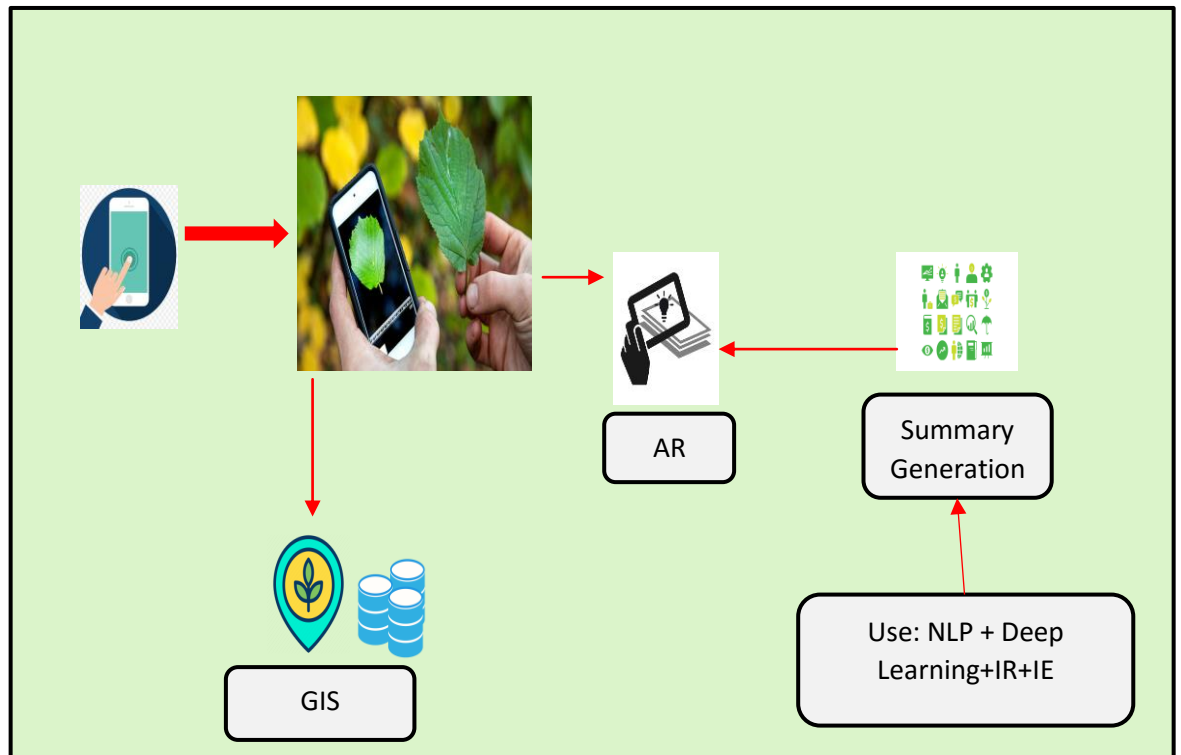 AR
Summary
Generation
Use: NLP + Deep
Learning+IR+IE
GIS